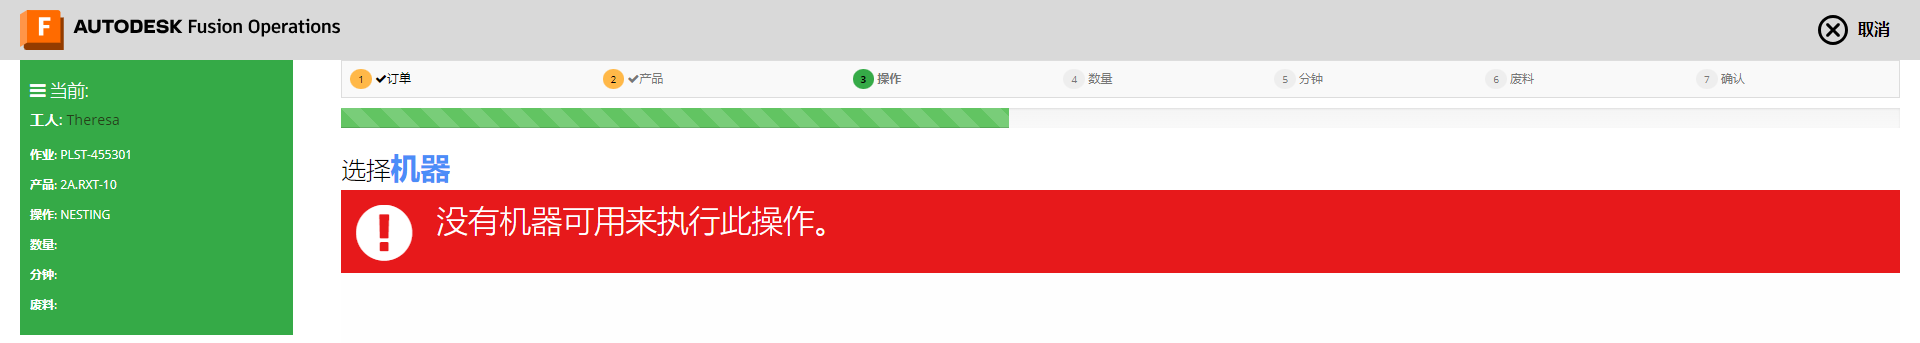 F AUTODESK Fusion Operations
取消
当前:
工人: Theresa
作业: PLST-455301
产品: 2A.RXT-10
操作: NESTING
数量:
分钟:
废料:
1 订单 2 产品 3 操作 4 数量 5 分钟 6 废料 7 确认
选择机器
没有机器可用来执行此操作。